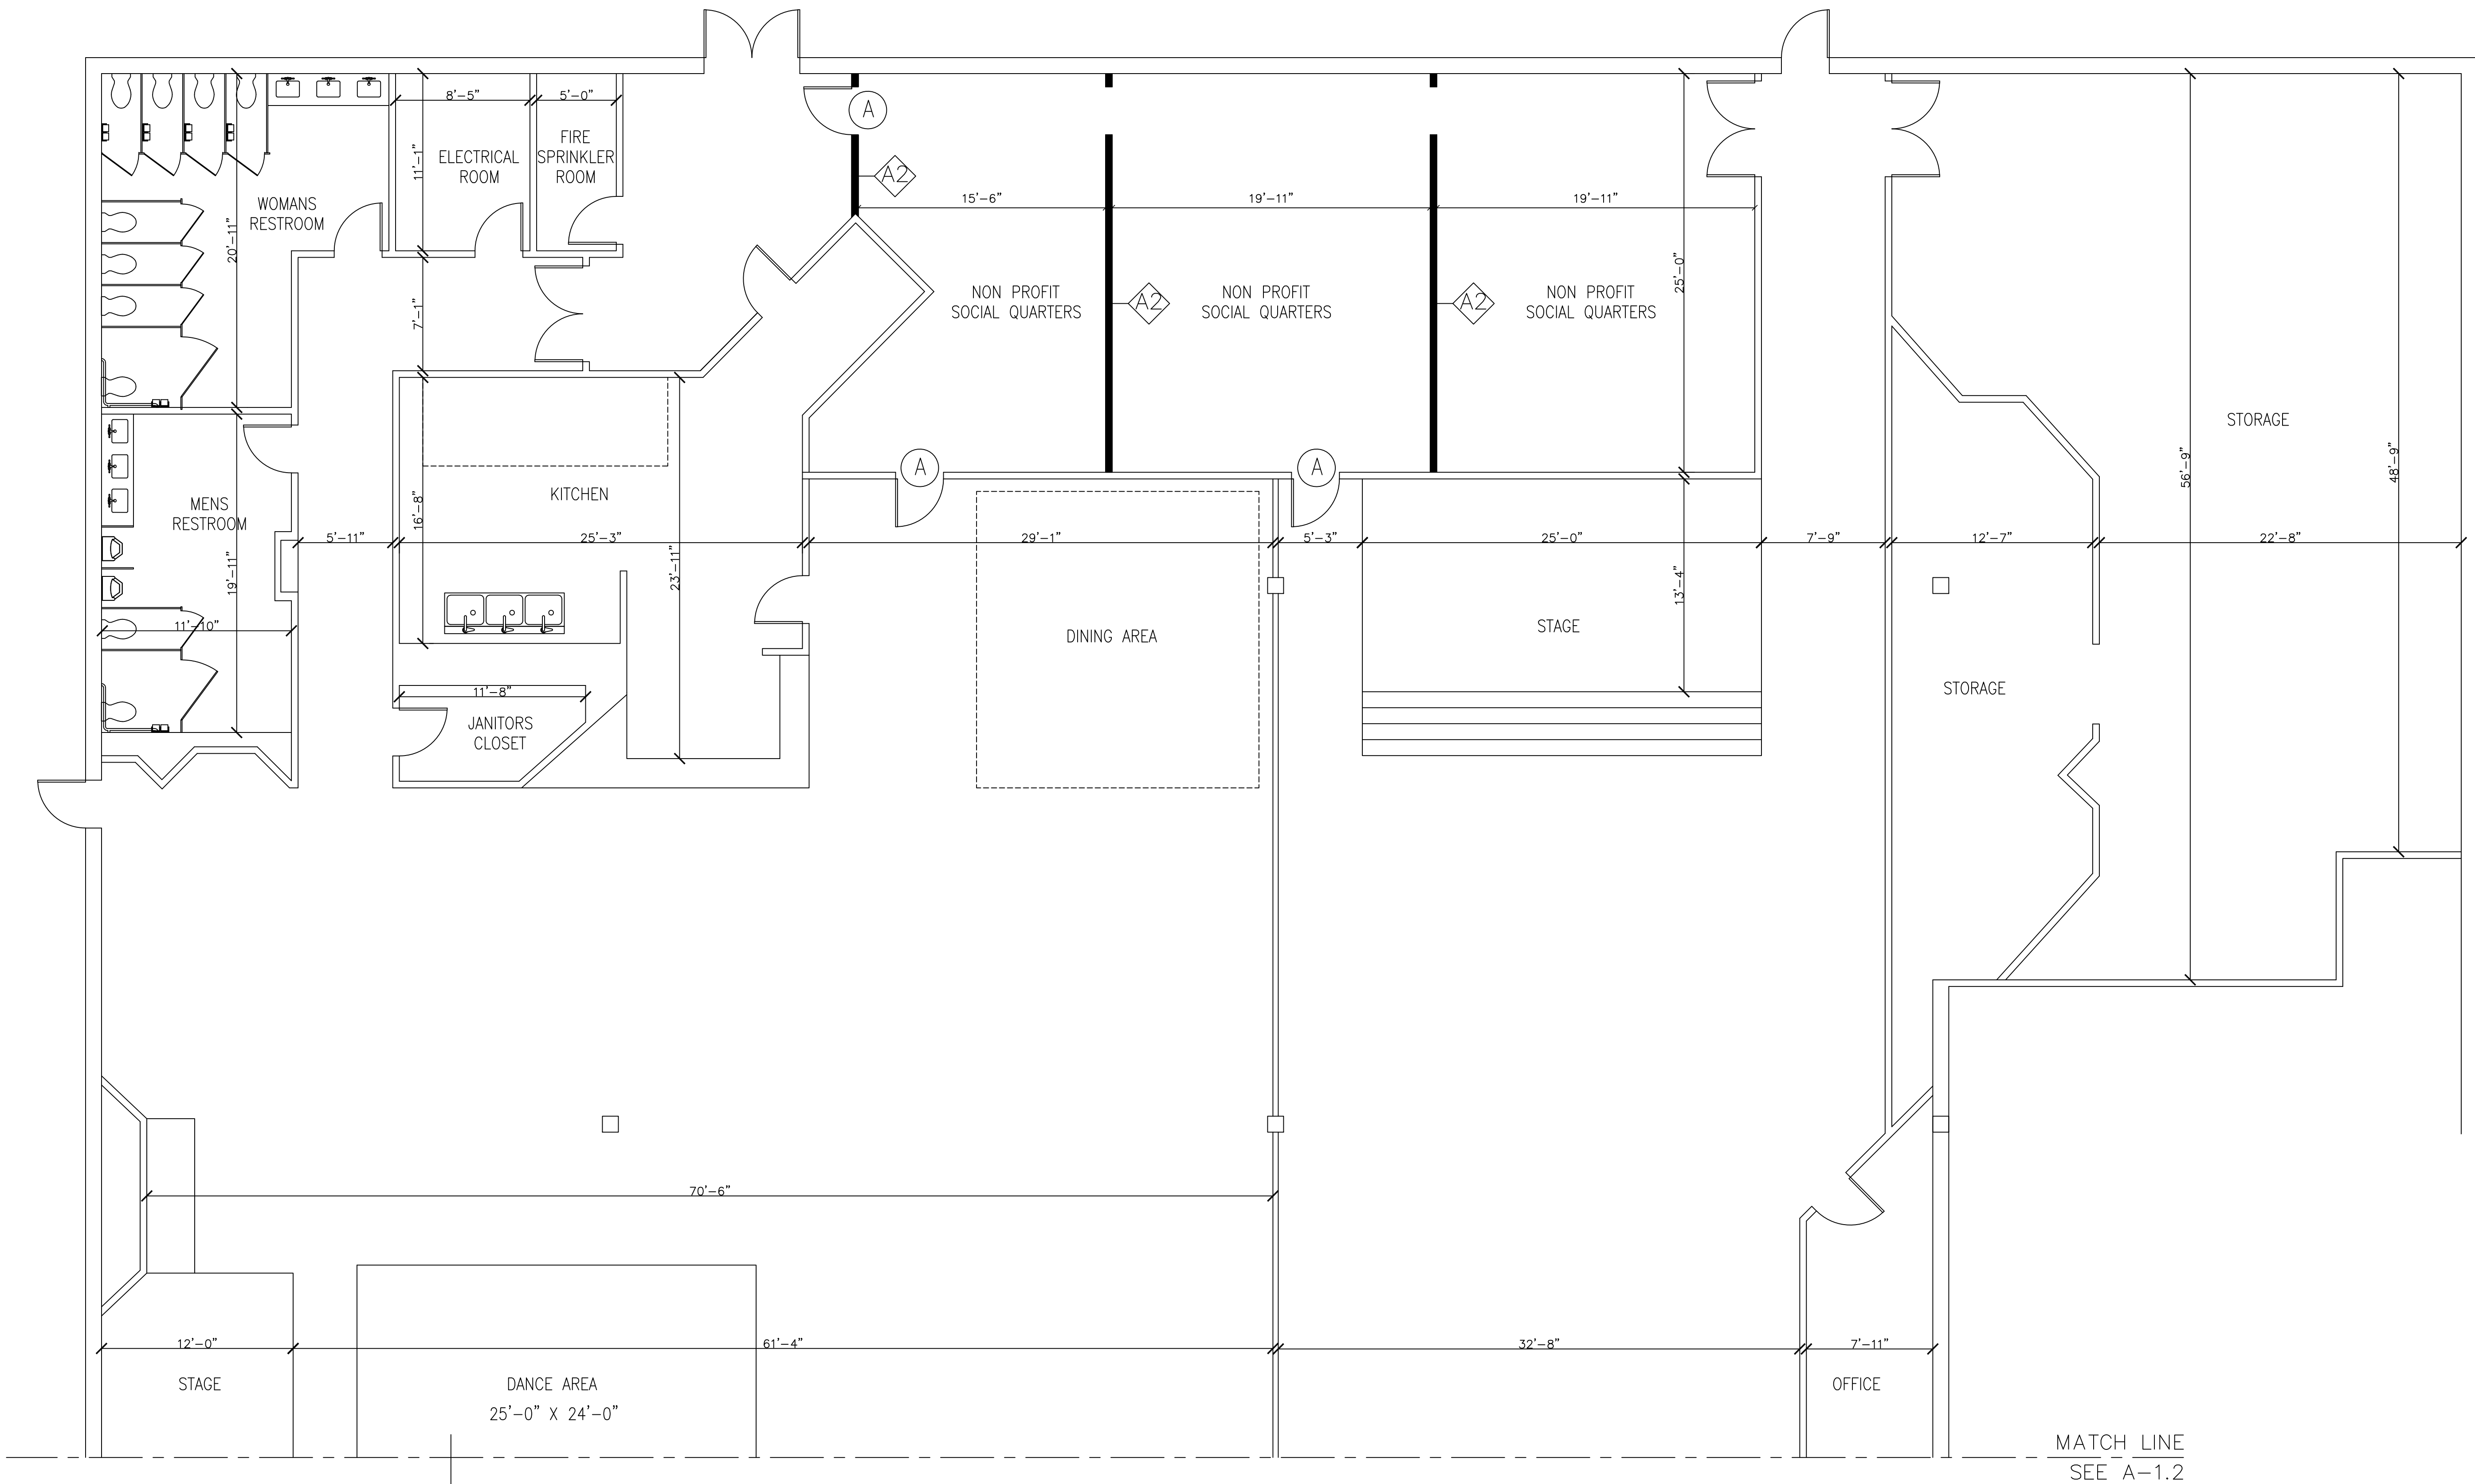 8'-5"
5'-0"
A
FIRE
SPRINKLER
ROOM
ELECTRICAL
ROOM
11'-1"
A2
WOMANS
RESTROOM
20'-11"
15'-6"
19'-11"
19'-11"
25'-0"
7'-1"
NON PROFIT
SOCIAL QUARTERS
A2
NON PROFIT
SOCIAL QUARTERS
A2
NON PROFIT
SOCIAL QUARTERS
STORAGE
56'-9"
48'-9"
A
A
KITCHEN
16'-8"
MENS
RESTROOM
5'-11"
25'-3"
29'-1"
5'-3"
25'-0"
7'-9"
12'-7"
22'-8"
19'-11"
23'-11"
13'-4"
11'-10"
DINING AREA
STAGE
STORAGE
11'-8"
JANITORS
CLOSET
70'-6"
12'-0"
61'-4"
32'-8"
7'-11"
STAGE
DANCE AREA
25'-0" X 24'-0"
OFFICE
MATCH LINE
SEE A-1.2